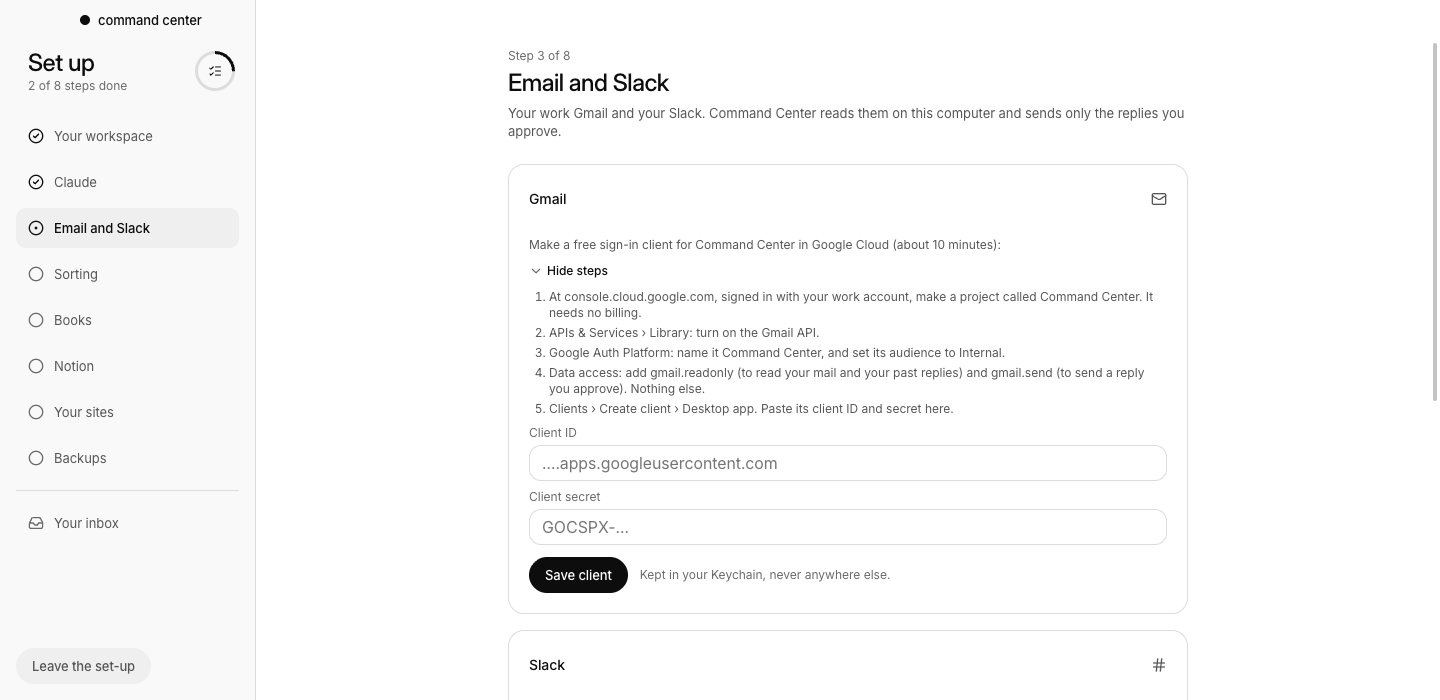 command center
Set up
2 of 8 steps done
Your workspace
Claude
Email and Slack
Sorting
Books
Notion
Your sites
Backups
Your inbox
Leave the set-up
Step 3 of 8
Email and Slack
Your work Gmail and your Slack. Command Center reads them on this computer and sends only the replies you
approve.
Gmail
Make a free sign-in client for Command Center in Google Cloud (about 10 minutes):
Hide steps
1. At console.cloud.google.com, signed in with your work account, make a project called Command Center. It
needs no billing.
2. APIs & Services › Library: turn on the Gmail API.
3. Google Auth Platform: name it Command Center, and set its audience to Internal.
4. Data access: add gmail.readonly (to read your mail and your past replies) and gmail.send (to send a reply
you approve). Nothing else.
5. Clients › Create client › Desktop app. Paste its client ID and secret here.
Client ID
....apps.googleusercontent.com
Client secret
GOCSPX-...
Save client
Kept in your Keychain, never anywhere else.
Slack